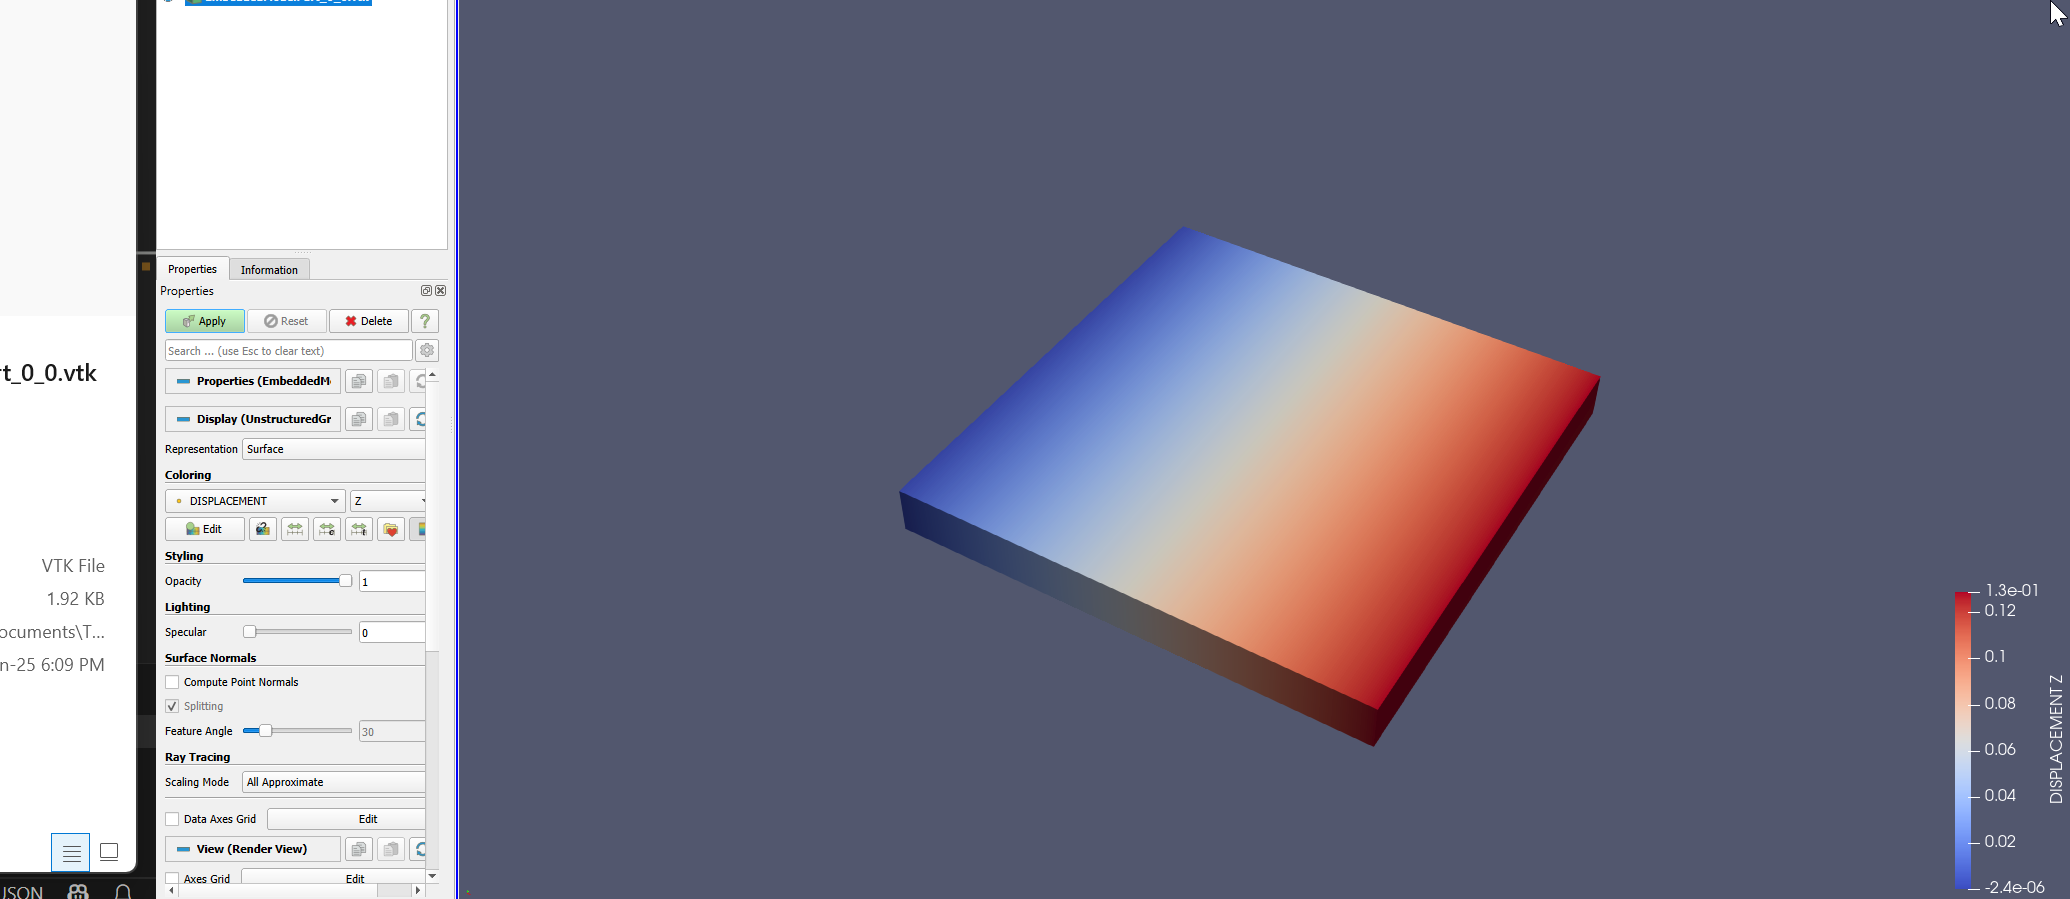 t_0_0.vtk
VTK File
1.92 KB
ocuments\T...
n-25 6:09 PM
JSON
Properties
Information
Properties
Apply
Reset
Delete
?
Search ... (use Esc to clear text)
Properties (EmbeddedM
Display (UnstructuredGr
Representation
Surface
Coloring
DISPLACEMENT
Z
Edit
Styling
Opacity
1
Lighting
Specular
0
Surface Normals
Compute Point Normals
Splitting
Feature Angle
30
Ray Tracing
Scaling Mode
All Approximate
Data Axes Grid
Edit
View (Render View)
Axes Grid
Edit
1.3e-01
0.12
0.1
0.08
0.06
0.04
0.02
-2.4e-06
DISPLACEMENT Z